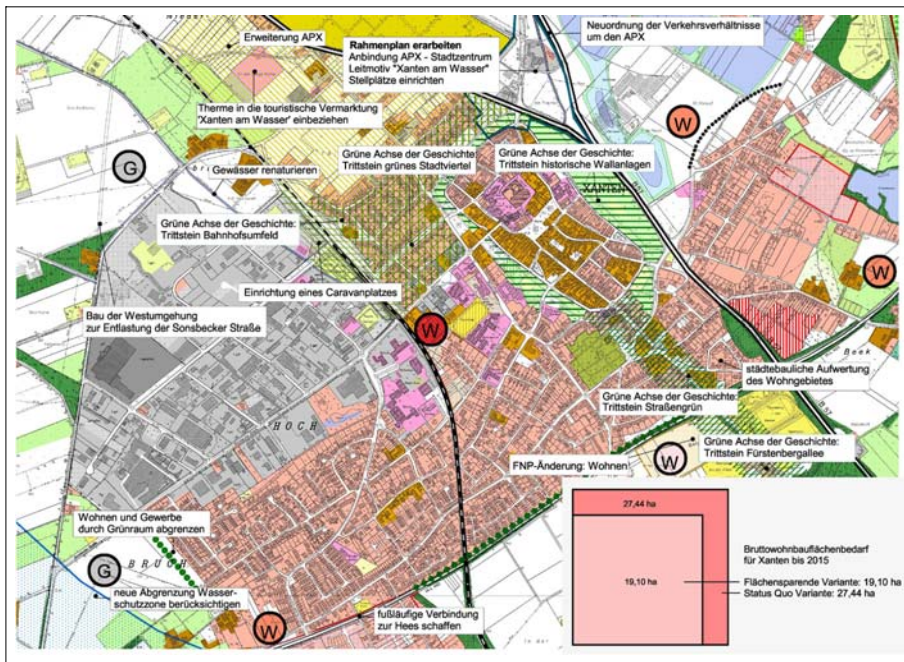 Erweiterung APX
Rahmenplan erarbeiten
Anbindung APX - Stadtzentrum
Leitmotiv "Xanten am Wasser"
Stellplätze einrichten
Neuordnung der Verkehrsverhältnisse
um den APX
Therme in die touristische Vermarktung
'Xanten am Wasser' einbeziehen
W
G
Gewässer renaturieren
Grüne Achse der Geschichte:
Trittstein grünes Stadtviertel
Grüne Achse der Geschichte:
Trittstein historische Wallanlagen
XANTEN
Grüne Achse der Geschichte:
Trittstein Bahnhofsumfeld
W
Einrichtung eines Caravanplatzes
Bau der Westumgehung
zur Entlastung der Sonsbecker Straße
W
Beek
städtebauliche Aufwertung
des Wohngebietes
Grüne Achse der Geschichte:
Trittstein Straßengrün
B 57
HOCH
Grüne Achse der Geschichte:
Trittstein Fürstenbergallee
FNP-Änderung: Wohnen
W
27,44 ha
Wohnen und Gewerbe
durch Grünraum abgrenzen
Bruttowohnbauflächenbedarf
für Xanten bis 2015
G
BRUCH
19,10 ha
Flächensparende Variante: 19,10 ha
Status Quo Variante: 27,44 ha
neue Abgrenzung Wasser-
schutzzone berücksichtigen
W
fußläufige Verbindung
zur Hees schaffen
In der